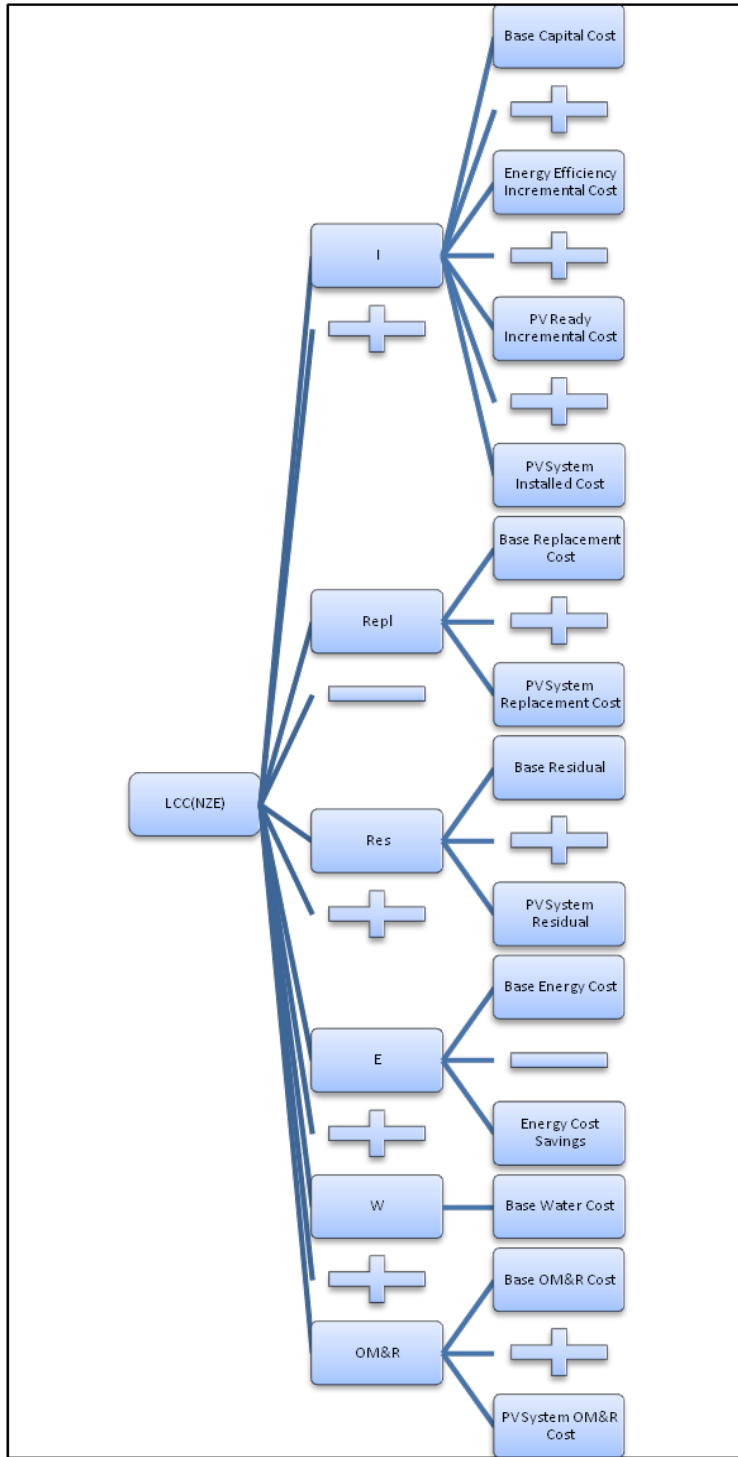 Base Capital Cost
Energy Efficiency
Incremental Cost
I
PV Ready
Incremental Cost
PV System
Installed Cost
Base Replacement
Cost
Repl
PV System
Replacement Cost
Base Residual
LCC(NZE)
Res
PV System
Residual
Base Energy Cost
E
Energy Cost
Savings
W
Base Water Cost
Base OM&R Cost
OM&R
PV System OM&R
Cost